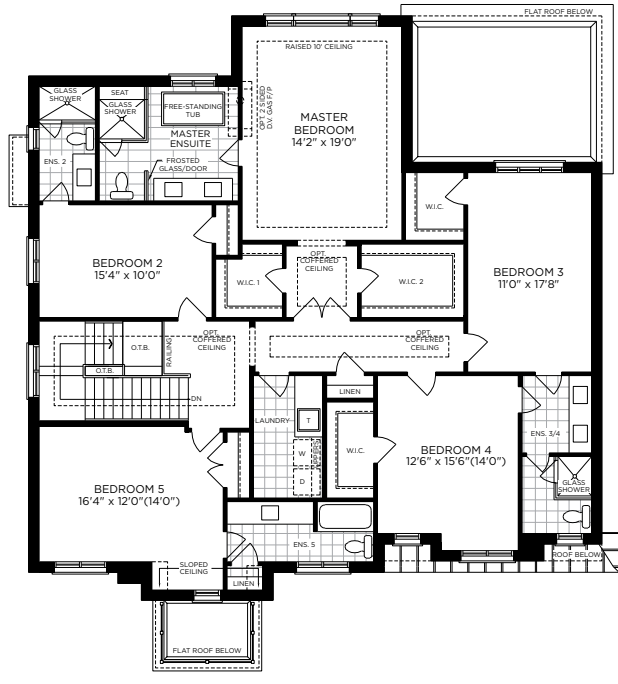 FLAT ROOF BELOW
RAISED 10' CEILING
GLASS
SHOWER
SEAT
GLASS
SHOWER
FREE-STANDING
TUB
OPT. 2 SIDED
D.V. GAS F/P
MASTER
BEDROOM
14'2" x 19'0"
MASTER
ENSUITE
ENS. 2
FROSTED
GLASS/DOOR
W.I.C.
BEDROOM 2
15'4" x 10'0"
OPT.
COFFERED
CEILING
W.I.C. 1
W.I.C. 2
BEDROOM 3
11'0" x 17'8"
O.T.B.
RAILING
OPT.
COFFERED
CEILING
OPT.
COFFERED
CEILING
O.T.B.
DN
LINEN
LAUNDRY
T
W
D
UPPERS
W.I.C.
BEDROOM 4
12'6" x 15'6"(14'0")
ENS. 3/4
GLASS
SHOWER
BEDROOM 5
16'4" x 12'0"(14'0")
ENS. 5
SLOPED
CEILING
LINEN
ROOF BELOW
FLAT ROOF BELOW